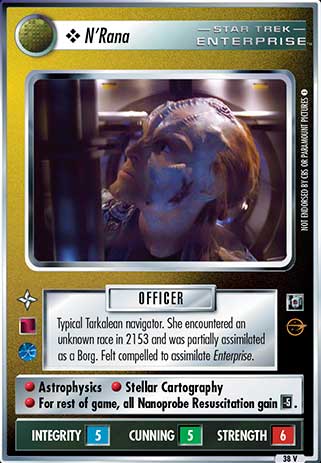 ❖ N'Rana
STAR TREK
ENTERPRISE™
NOT ENDORSED BY CBS OR PARAMOUNT PICTURES
OFFICER
Typical Tarkalean navigator. She encountered an
unknown race in 2153 and was partially assimilated
as a Borg. Felt compelled to assimilate Enterprise.
• Astrophysics • Stellar Cartography
• For rest of game, all Nanoprobe Resuscitation gain -5 .
INTEGRITY 5 CUNNING 5 STRENGTH 6
38 V